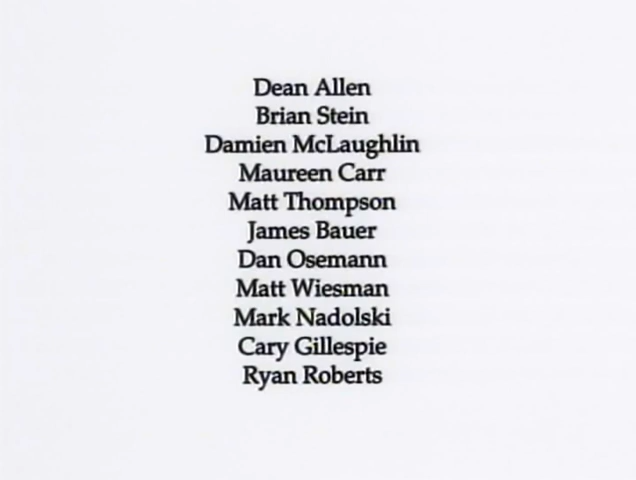 Dean Allen
Brian Stein
Damien McLaughlin
Maureen Carr
Matt Thompson
James Bauer
Dan Osemann
Matt Wiesman
Mark Nadolski
Cary Gillespie
Ryan Roberts